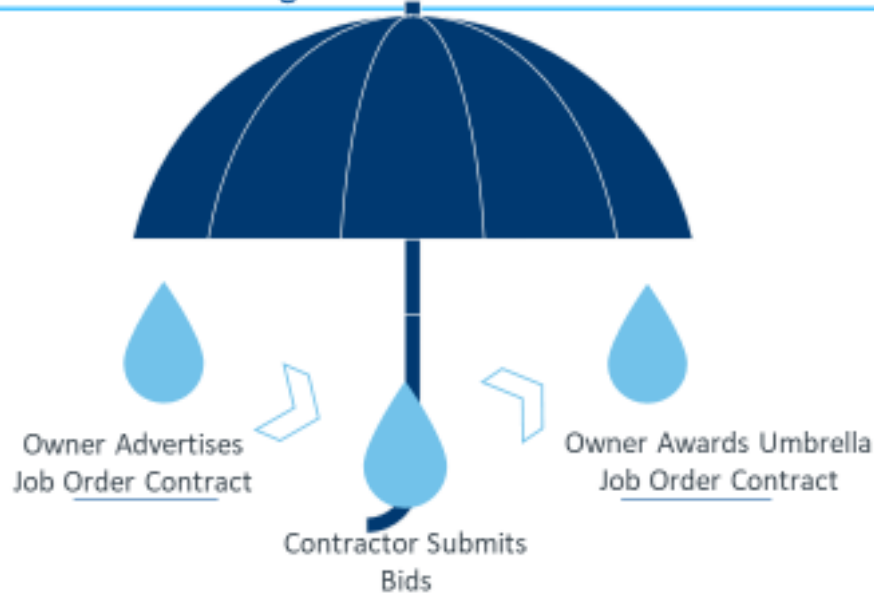 Owner Advertises
Job Order Contract
Contractor Submits
Bids
Owner Awards Umbrella
Job Order Contract